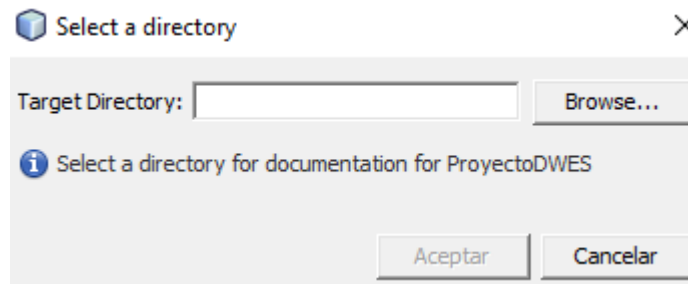 Select a directory
Target Directory: Browse...
Select a directory for documentation for ProyectoDWES
Aceptar Cancelar